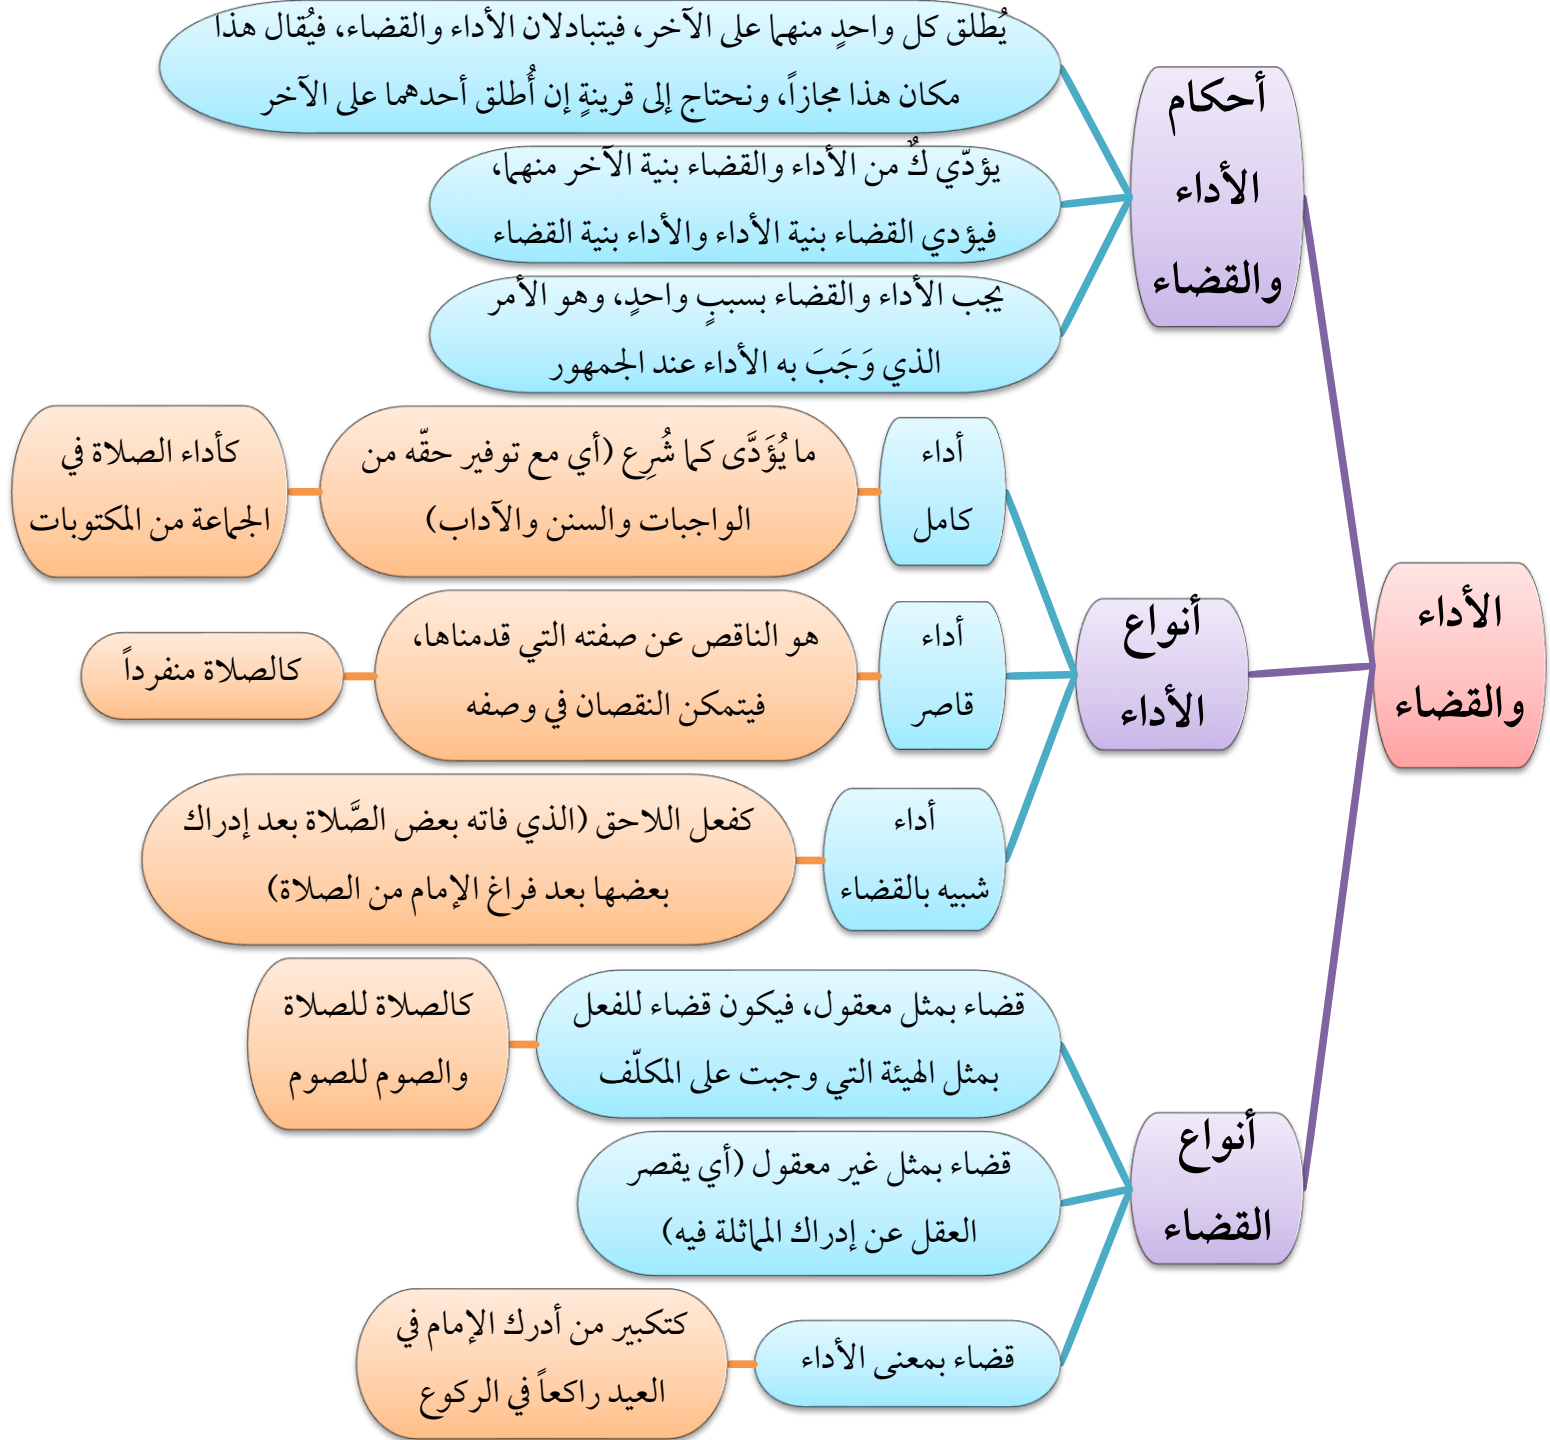 الأداء
والقضاء
أحكام
الأداء
والقضاء
يُطلق كل واحدٍ منهما على الآخر، فيتبادلان الأداء والقضاء، فيُقال هذا
مكان هذا مجازاً، ونحتاج إلى قرينةٍ إن أُطلق أحدهما على الآخر
يؤدّي كٌ من الأداء والقضاء بنية الآخر منهما،
فيؤدي القضاء بنية الأداء والأداء بنية القضاء
يجب الأداء والقضاء بسببٍ واحدٍ، وهو الأمر
الذي وَجَبَ به الأداء عند الجمهور
أنواع
الأداء
أداء
كامل
ما يُؤَدَّى كما شُرِع (أي مع توفير حقّه من
الواجبات والسنن والآداب)
كأداء الصلاة في
الجماعة من المكتوبات
أداء
قاصر
هو الناقص عن صفته التي قدمناها،
فيتمكن النقصان في وصفه
كالصلاة منفرداً
أداء
شبيه بالقضاء
كفعل اللاحق (الذي فاته بعض الصَّلاة بعد إدراك
بعضها بعد فراغ الإمام من الصلاة)
أنواع
القضاء
قضاء بمثل معقول، فيكون قضاء للفعل
بمثل الهيئة التي وجبت على المكلّف
كالصلاة للصلاة
والصوم للصوم
قضاء بمثل غير معقول (أي يقصر
العقل عن إدراك المماثلة فيه)
قضاء بمعنى الأداء
كتكبير من أدرك الإمام في
العيد راكعاً في الركوع